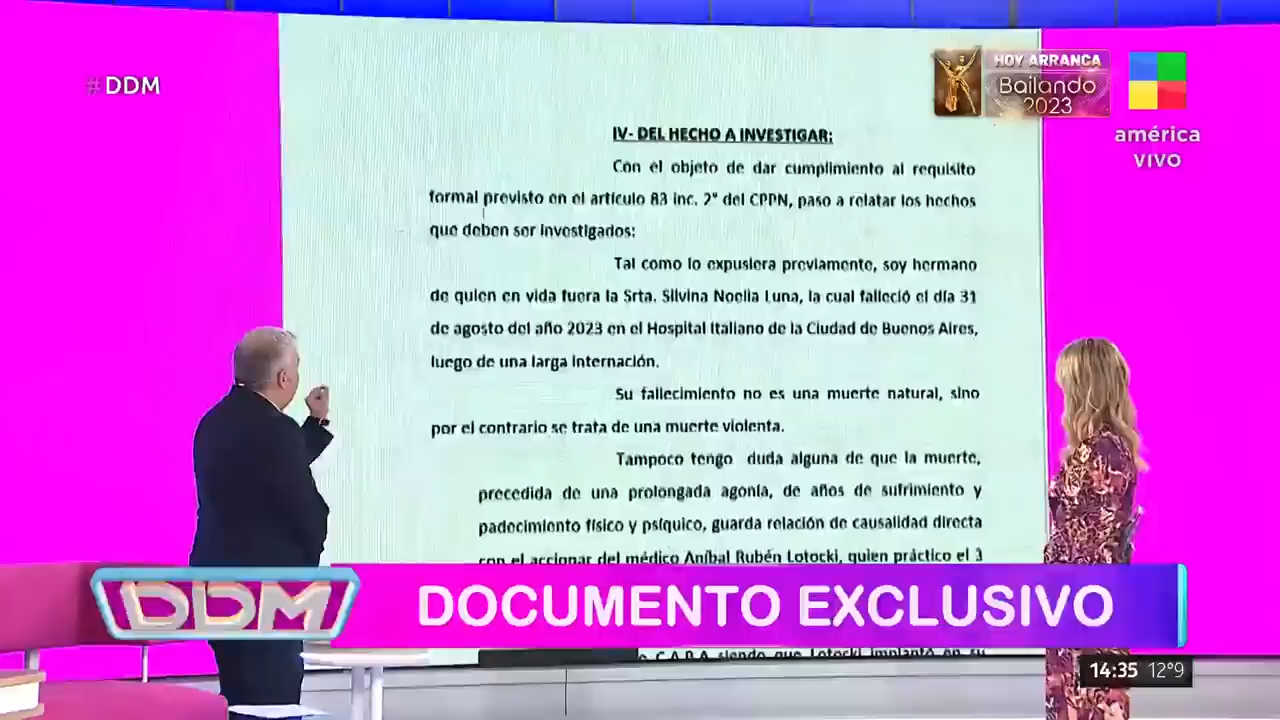 #DDM
HOY ARRANCA
Bailando
2023
américa
VIVO
IV- DEL HECHO A INVESTIGAR:
Con el objeto de dar cumplimiento al requisito
formal previsto en el artículo 83 inc. 2° del CPPN, paso a relatar los hechos
que deben ser investigados:
Tal como lo expusiera previamente, soy hermano
de quien en vida fuera la Srta. Silvina Noelia Luna, la cual falleció el día 31
de agosto del año 2023 en el Hospital Italiano de la Ciudad de Buenos Aires,
luego de una larga internación.
Su fallecimiento no es una muerte natural, sino
por el contrario se trata de una muerte violenta.
Tampoco tengo duda alguna de que la muerte,
precedida de una prolongada agonía, de años de sufrimiento y
padecimiento físico y psíquico, guarda relación de causalidad directa
con el accionar del médico Aníbal Rubén Lotocki, quien práctico el 3
DDM
DOCUMENTO EXCLUSIVO
C.A.B.A siendo que Lotocki implantó en su
14:35 12°9